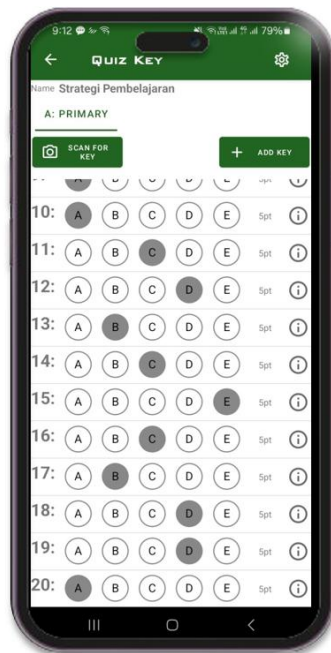 9:12 79%
Quiz Key
Name Strategi Pembelajaran
A: PRIMARY
SCAN FOR
KEY
+ ADD KEY
A B C D E 5pt
10: A B C D E 5pt
11: A B C D E 5pt
12: A B C D E 5pt
13: A B C D E 5pt
14: A B C D E 5pt
15: A B C D E 5pt
16: A B C D E 5pt
17: A B C D E 5pt
18: A B C D E 5pt
19: A B C D E 5pt
20: A B C D E 5pt